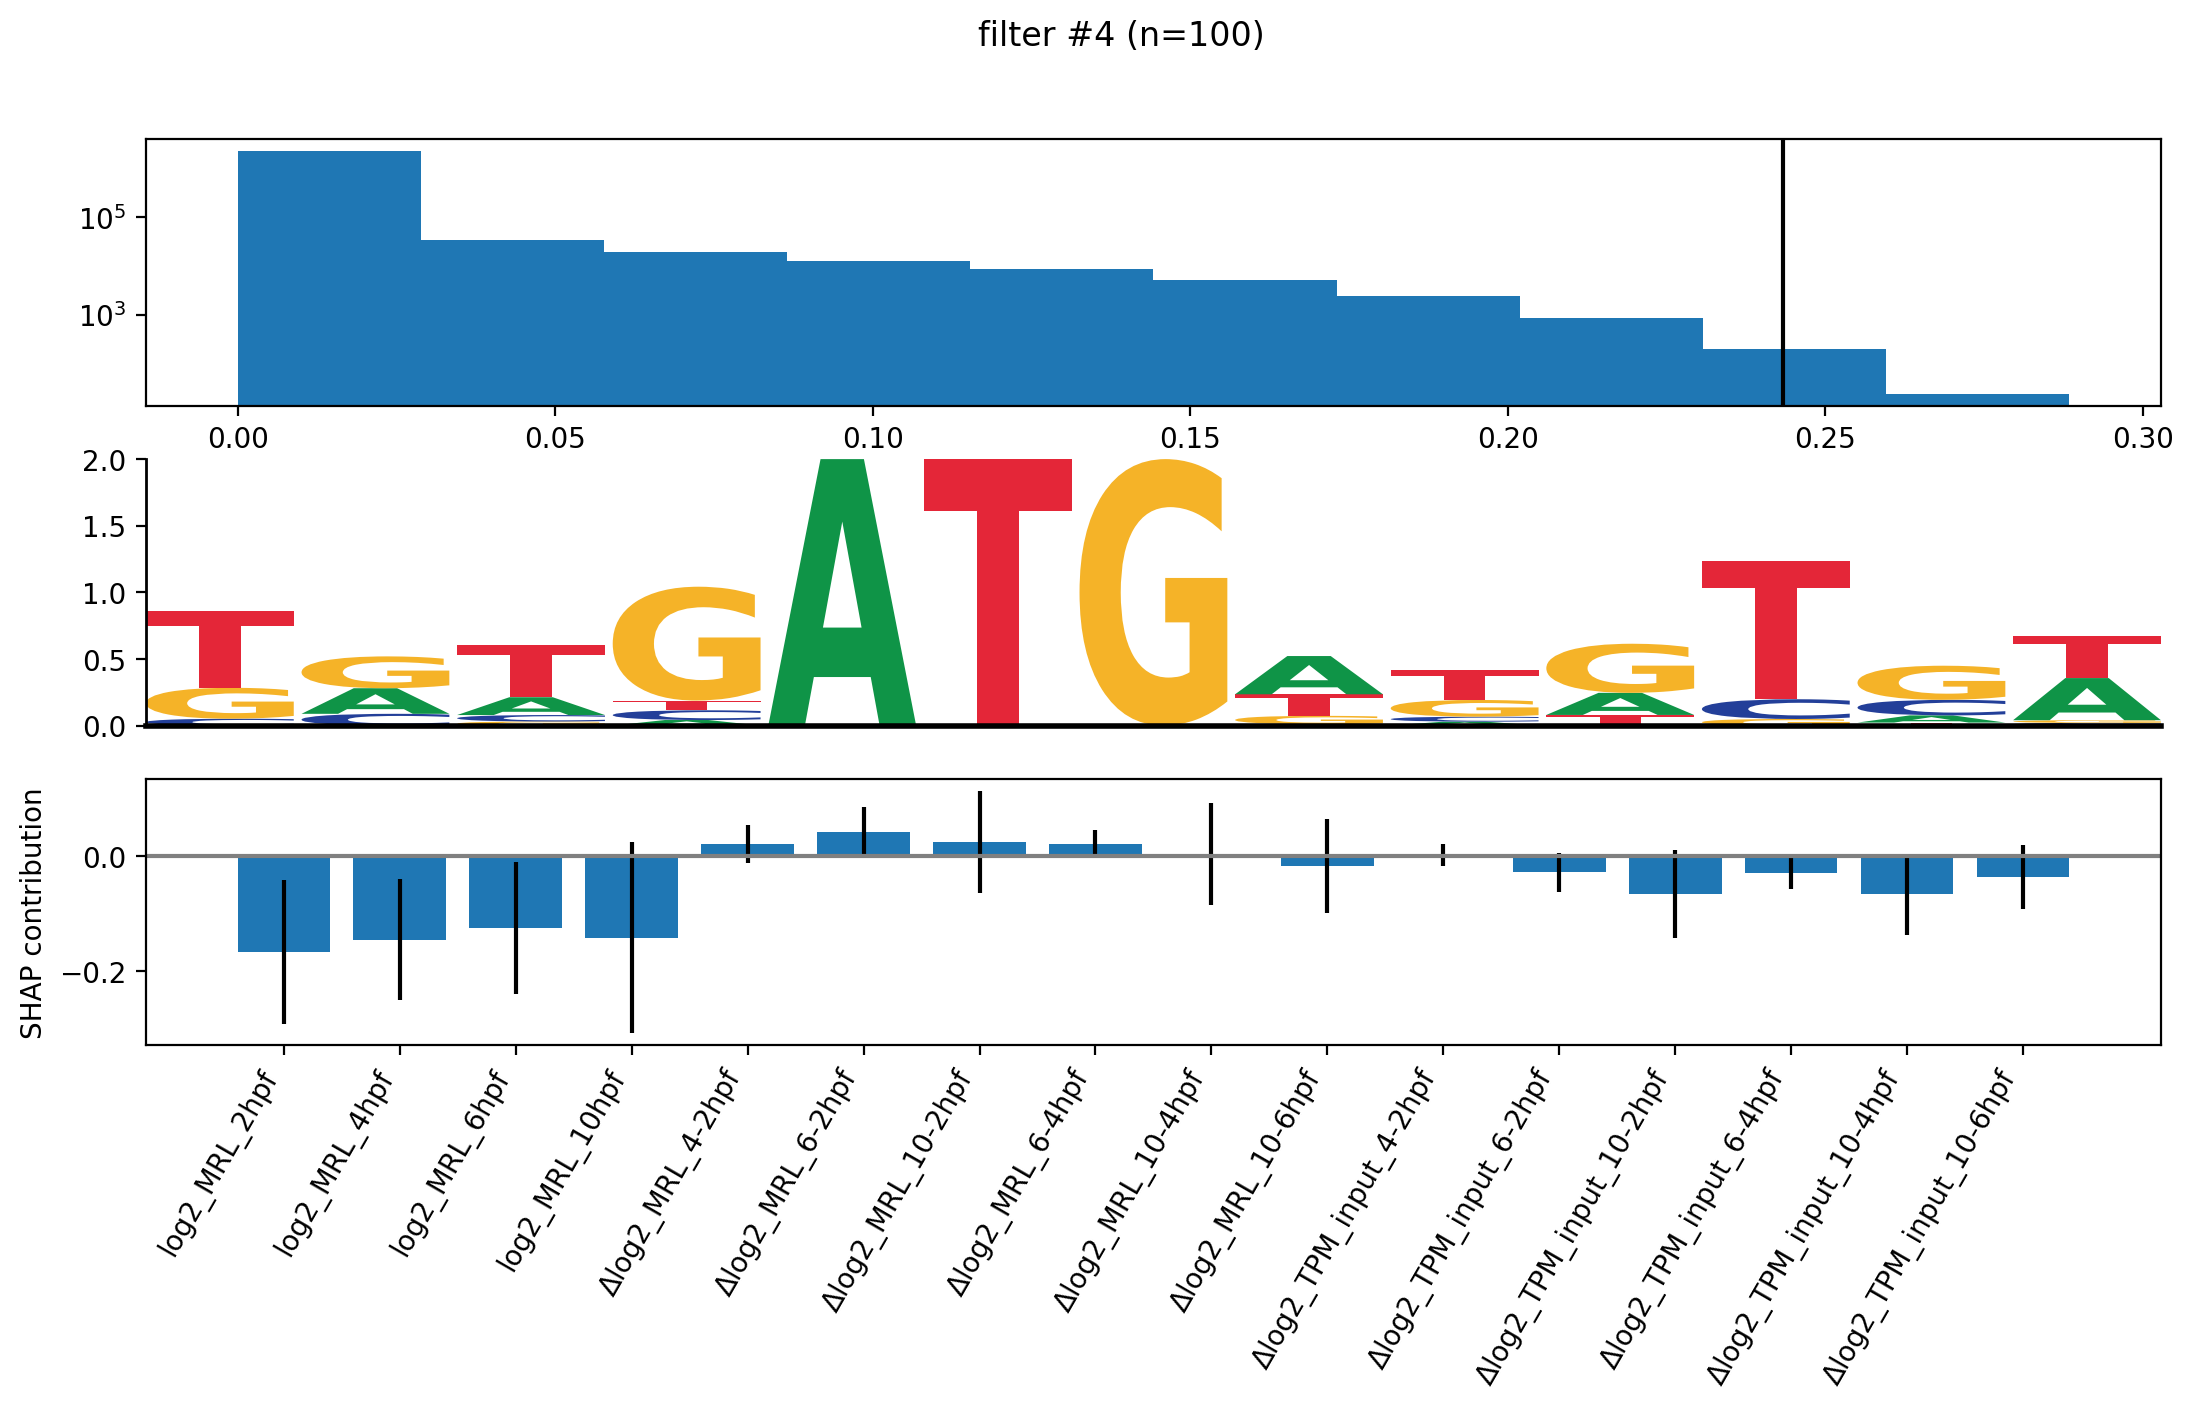 filter #4 (n=100)
10^5
10^3
0.00 0.05 0.10 0.15 0.20 0.25 0.30
2.0
1.5
1.0
0.5
0.0
T G T G A T G A T G T G T
G A A T T G A C C A
C C C C G C T G A G
A A
SHAP contribution
0.0
−0.2
log2_MRL_2hpf
log2_MRL_4hpf
log2_MRL_6hpf
log2_MRL_10hpf
Δlog2_MRL_4-2hpf
Δlog2_MRL_6-2hpf
Δlog2_MRL_10-2hpf
Δlog2_MRL_6-4hpf
Δlog2_MRL_10-4hpf
Δlog2_MRL_10-6hpf
Δlog2_TPM_input_4-2hpf
Δlog2_TPM_input_6-2hpf
Δlog2_TPM_input_10-2hpf
Δlog2_TPM_input_6-4hpf
Δlog2_TPM_input_10-4hpf
Δlog2_TPM_input_10-6hpf